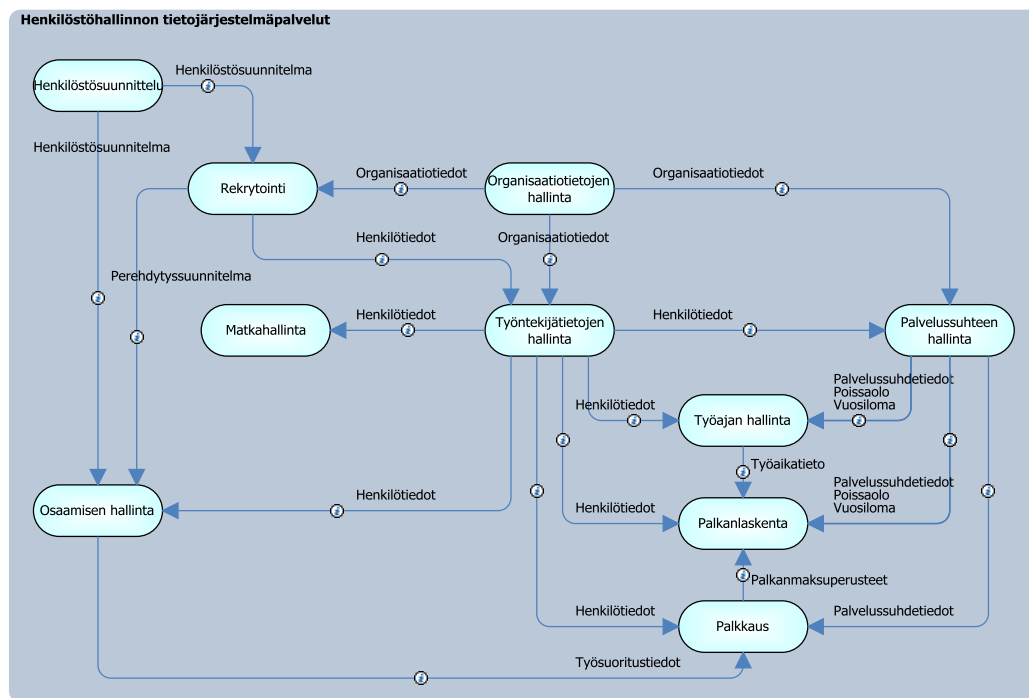 Henkilöstöhallinnon tietojärjestelmäpalvelut
Henkilöstösuunnitelma
Henkilöstösuunnittelu
Henkilöstösuunnitelma
Organisaatiotiedot
Organisaatiotiedot
Rekrytointi
Organisaatiotietojen
hallinta
Henkilötiedot
Organisaatiotiedot
Perehdytyssuunnitelma
Henkilötiedot
Henkilötiedot
Matkahallinta
Työntekijätietojen
hallinta
Palvelussuhteen
hallinta
Palvelussuhdetiedot
Poissaolo
Vuosiloma
Henkilötiedot
Työajan hallinta
Työaikatieto
Palvelussuhdetiedot
Poissaolo
Vuosiloma
Henkilötiedot
Osaamisen hallinta
Henkilötiedot
Palkanlaskenta
Palkanmaksuperusteet
Henkilötiedot
Palvelussuhdetiedot
Palkkaus
Työsuoritustiedot